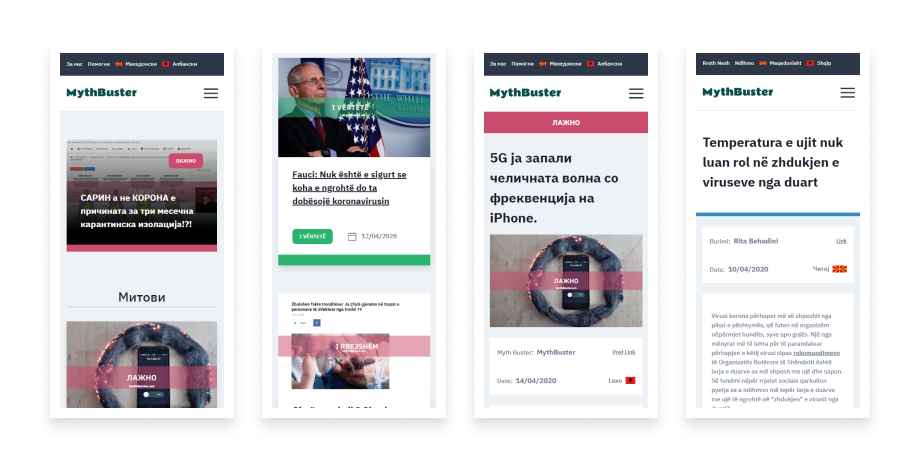 За нас Помогни Македонски Албански
MythBuster
ЛАЖНО
САРИН а не КОРОНА е
причината за три месечна
карантинска изолација!?!
Митови
ЛАЖНО
THE WHITE
I VËRTETË
Fauci: Nuk është e sigurt se
koha e ngrohtë do ta
dobësojë koronavirusin
I VËRTETË 12/04/2020
Zbulohen fakte tronditëse/ Ja çfarë gjenden në trupat e
personave të infektuar nga Covid 19
I RREJSHËM
За нас Помогни Македонски Албански
MythBuster
ЛАЖНО
5G ја запали
челичната волна со
фреквенција на
iPhone.
ЛАЖНО
Myth Buster: MythBuster Post Link
Date: 14/04/2020 Lexo
Rreth Nesh Ndihmo Maqedonisht Shqip
MythBuster
Temperatura e ujit nuk
luan rol në zhdukjen e
viruseve nga duart
Burimi: Rita Behadini Link
Data: 10/04/2020 Читај
Virusi korona përhapet më së shpeshti nga
pikat e pështymës, që futen në organizëm
nëpërmjet hundës, syve apo gojës. Një nga
mënyrat më të lehta për të parandaluar
përhapjen e këtij virusi sipas rekomandimeve
të Organizatës Botërore të Shëndetit është
larja e duarve sa më shpesh me ujë dhe sapun.
Së fundmi nëpër rrjetet sociale qarkullon
pyetja se a ndihmon më tepër larja e duarve
me ujë të ngrohtë në "zhdukjen" e virusit nga